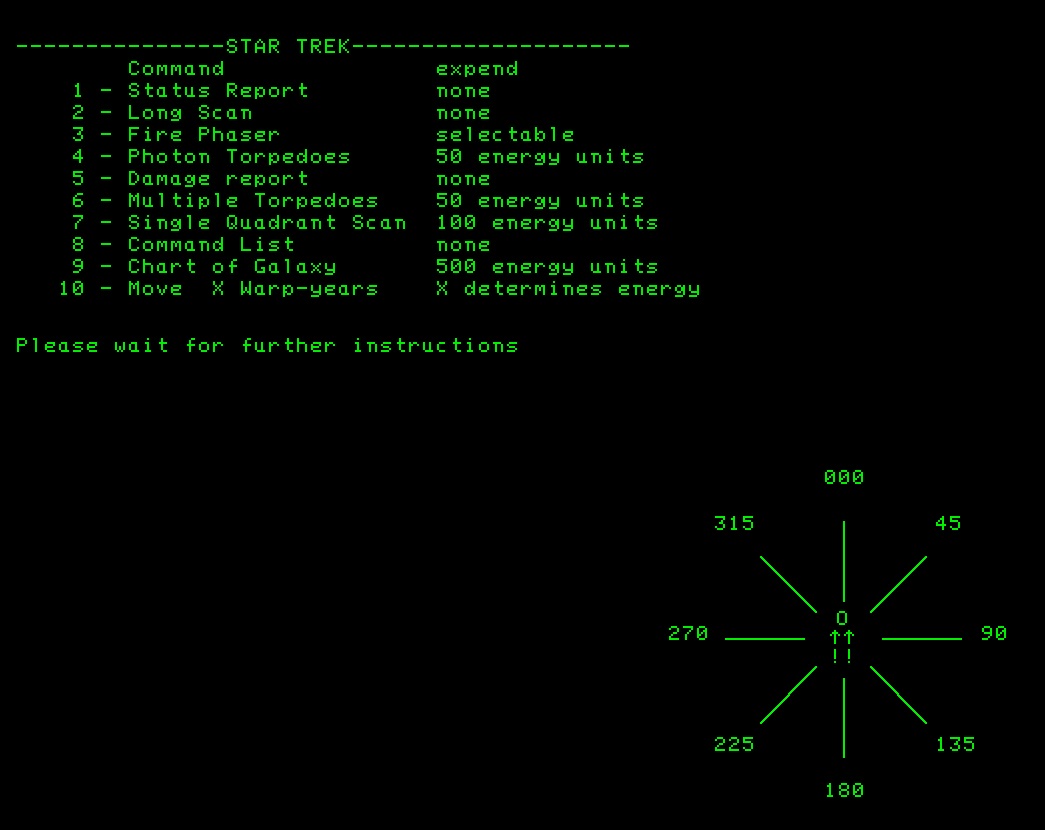 ---------------STAR TREK--------------------
Command expend
1 - Status Report none
2 - Long Scan none
3 - Fire Phaser selectable
4 - Photon Torpedoes 50 energy units
5 - Damage report none
6 - Multiple Torpedoes 50 energy units
7 - Single Quadrant Scan 100 energy units
8 - Command List none
9 - Chart of Galaxy 500 energy units
10 - Move X Warp-years X determines energy
Please wait for further instructions
000
315 45
O
270 ↑↑ 90
!!
225 135
180